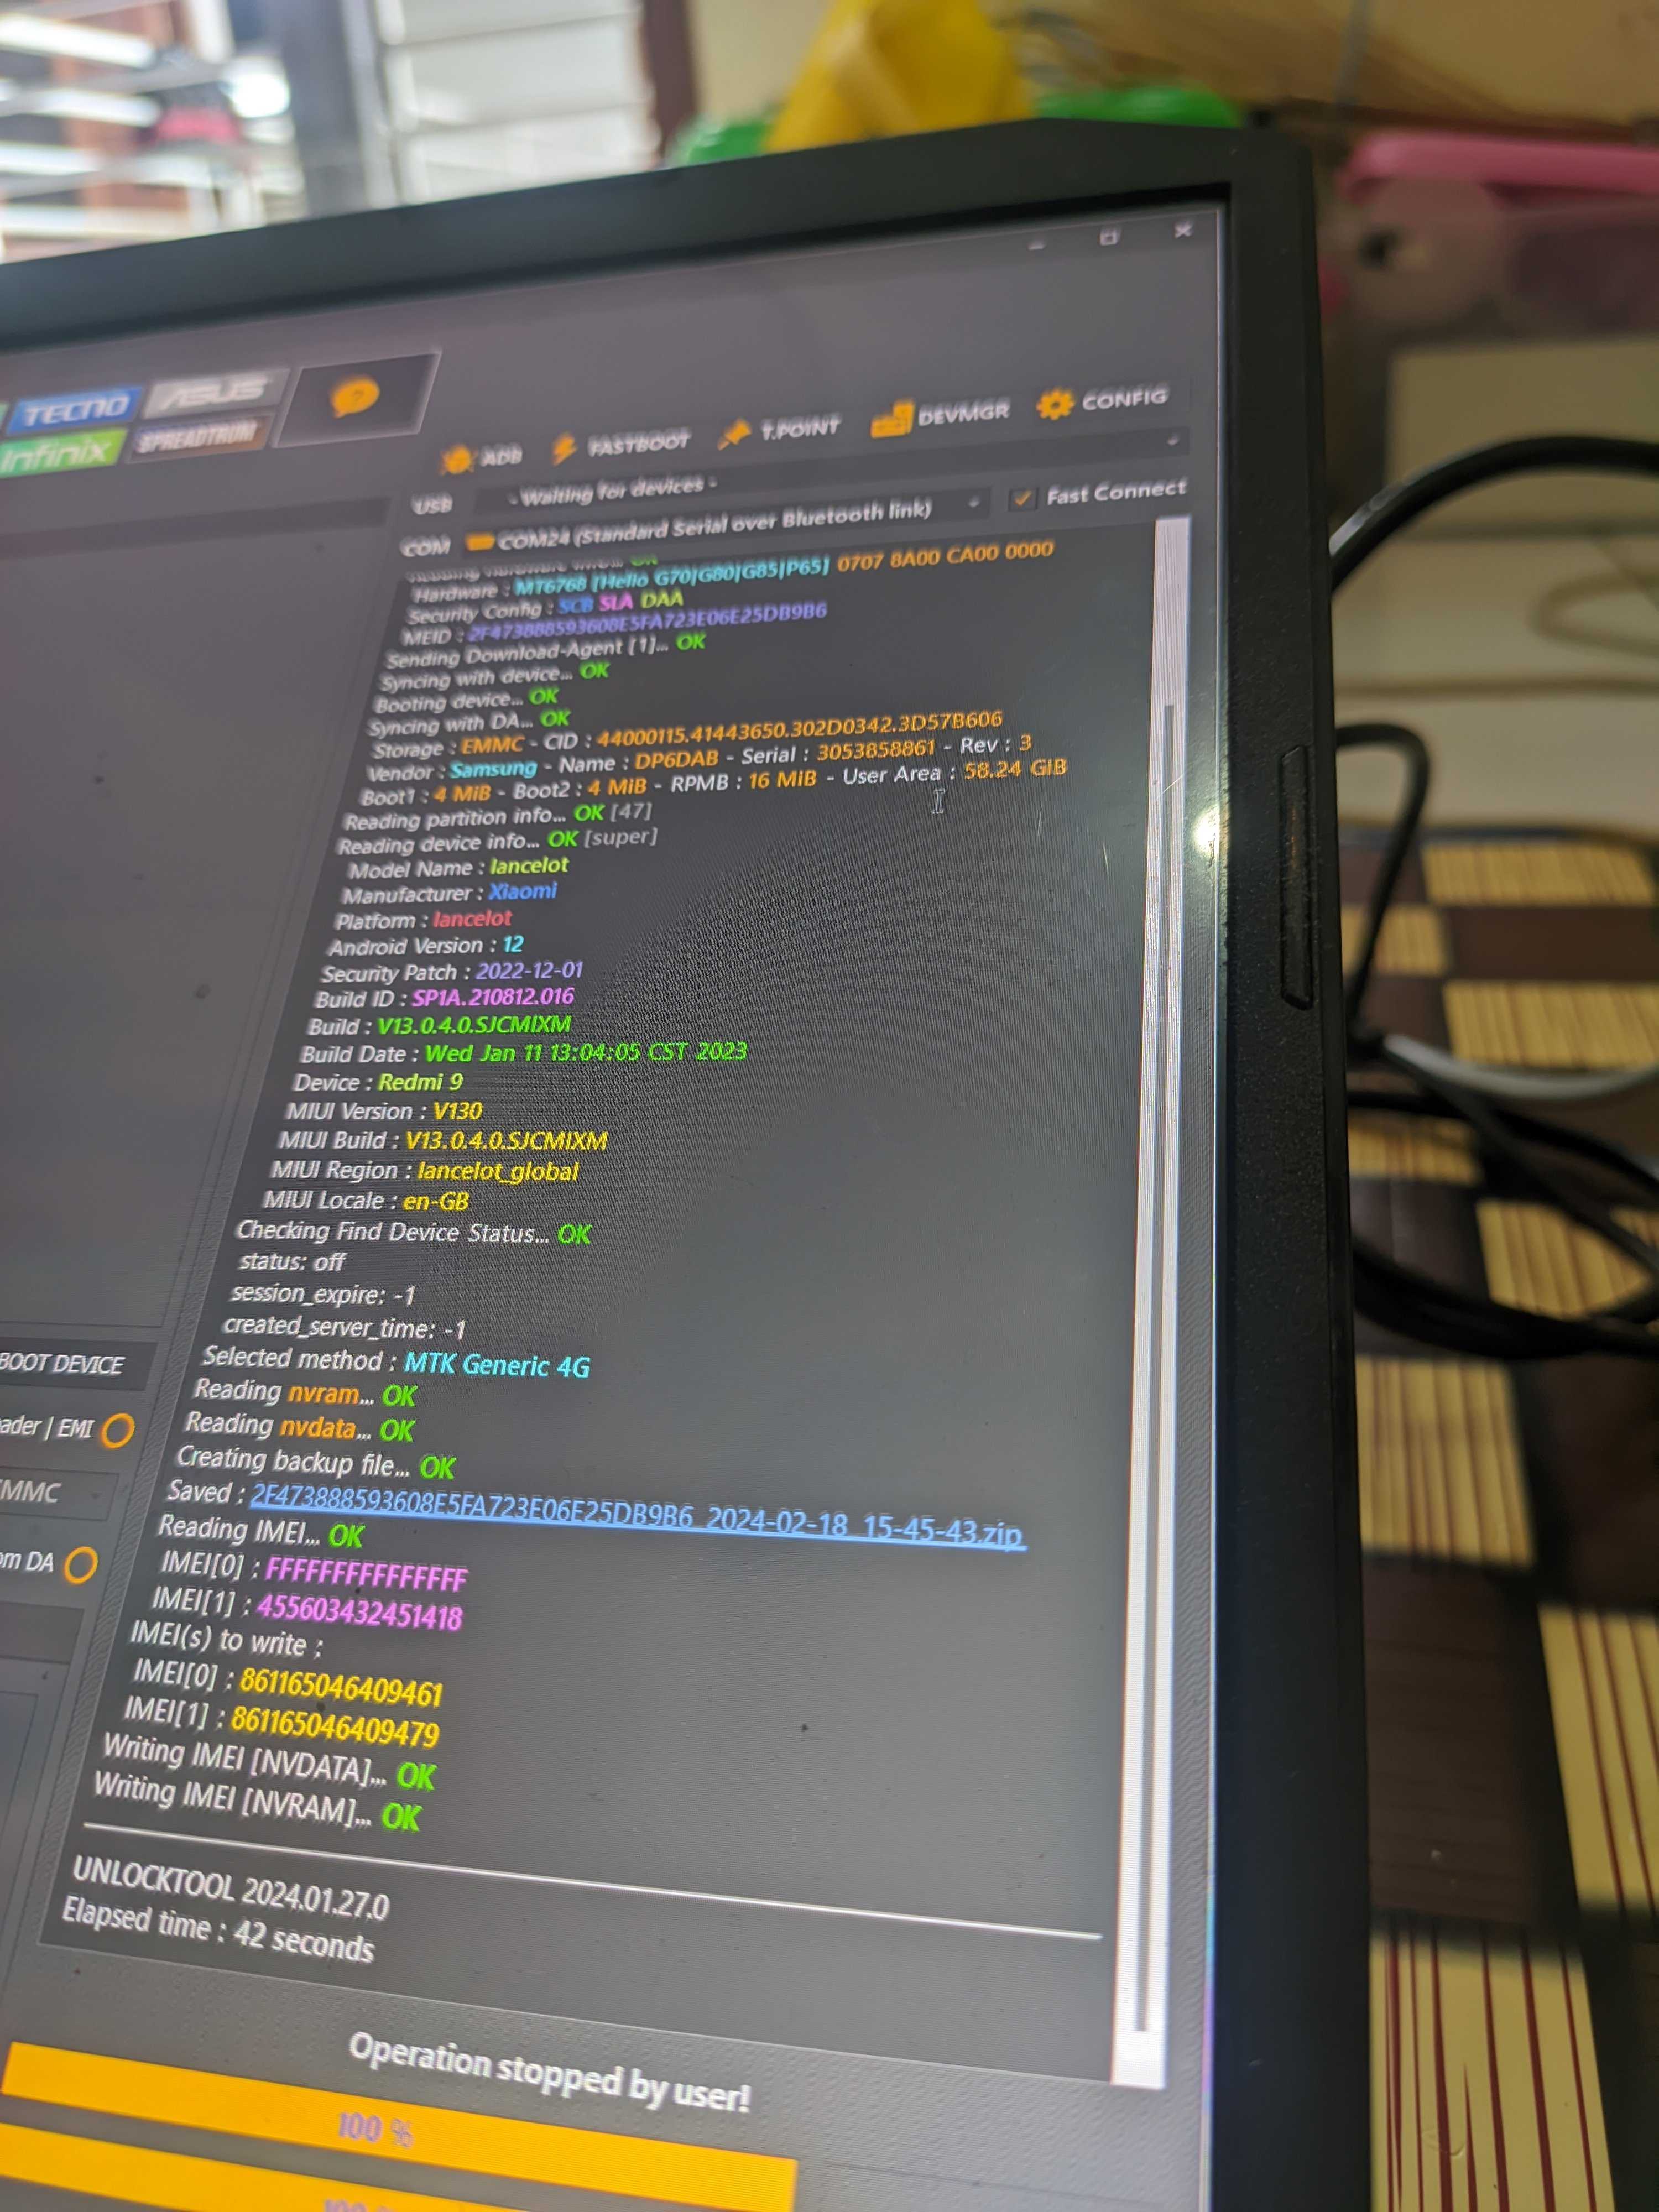 TECNO
ASUS
Infinix
SPREADTRUM
ADB
FASTBOOT
T.POINT
DEVMGR
CONFIG
USB - Waiting for devices -
COM COM24 (Standard Serial over Bluetooth link) Fast Connect
Hardware : MT6768 [Helio G70|G80|G85|P65] 0707 8A00 CA00 0000
Security Config : SCB SLA DAA
MEID : 2F473888593608E5FA723E06E25DB9B6
Sending Download-Agent [1]... OK
Syncing with device... OK
Booting device... OK
Syncing with DA... OK
Storage : EMMC - CID : 44000115.41443650.302D0342.3D57B606
Vendor : Samsung - Name : DP6DAB - Serial : 3053858861 - Rev : 3
Boot1 : 4 MiB - Boot2 : 4 MiB - RPMB : 16 MiB - User Area : 58.24 GiB
Reading partition info... OK [47]
Reading device info... OK [super]
Model Name : lancelot
Manufacturer : Xiaomi
Platform : lancelot
Android Version : 12
Security Patch : 2022-12-01
Build ID : SP1A.210812.016
Build : V13.0.4.0.SJCMIXM
Build Date : Wed Jan 11 13:04:05 CST 2023
Device : Redmi 9
MIUI Version : V130
MIUI Build : V13.0.4.0.SJCMIXM
MIUI Region : lancelot_global
MIUI Locale : en-GB
Checking Find Device Status... OK
status: off
session_expire: -1
created_server_time: -1
Selected method : MTK Generic 4G
Reading nvram... OK
Reading nvdata... OK
Creating backup file... OK
Saved : 2F473888593608E5FA723E06E25DB9B6_2024-02-18_15-45-43.zip
Reading IMEI... OK
IMEI[0] : FFFFFFFFFFFFFFF
IMEI[1] : 455603432451418
IMEI(s) to write :
IMEI[0] : 861165046409461
IMEI[1] : 861165046409479
Writing IMEI [NVDATA]... OK
Writing IMEI [NVRAM]... OK
UNLOCKTOOL 2024.01.27.0
Elapsed time : 42 seconds
BOOT DEVICE
ader | EMI
MMC
om DA
Operation stopped by user!
100 %